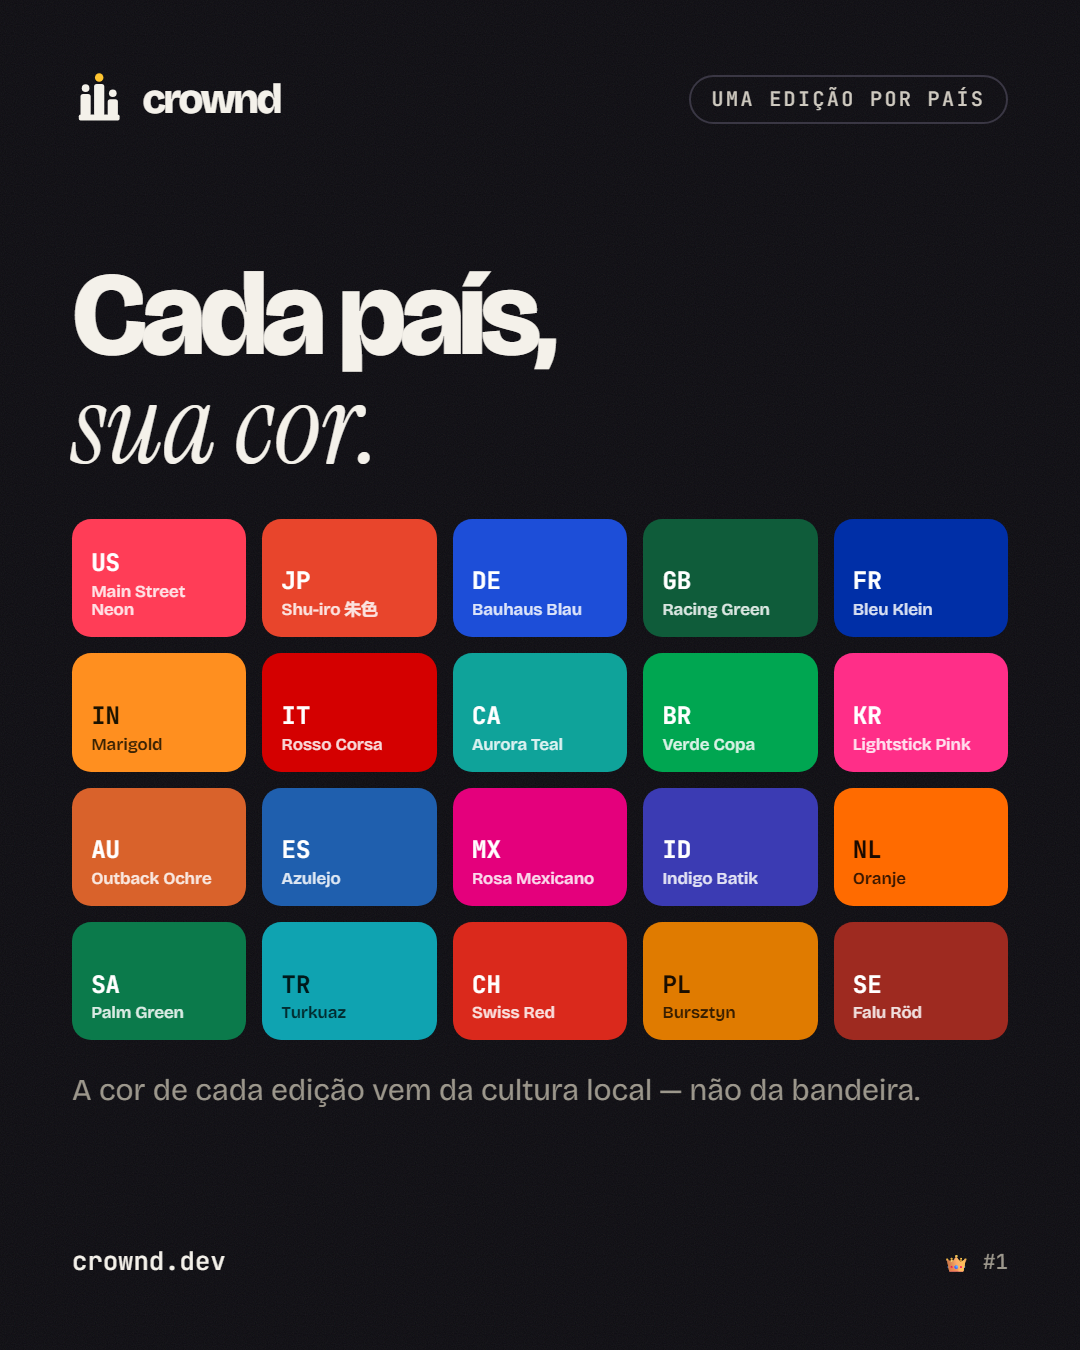 crownd
UMA EDIÇÃO POR PAÍS
Cada país,
sua cor.
US
Main Street
Neon
JP
Shu-iro 朱色
DE
Bauhaus Blau
GB
Racing Green
FR
Bleu Klein
IN
Marigold
IT
Rosso Corsa
CA
Aurora Teal
BR
Verde Copa
KR
Lightstick Pink
AU
Outback Ochre
ES
Azulejo
MX
Rosa Mexicano
ID
Indigo Batik
NL
Oranje
SA
Palm Green
TR
Turkuaz
CH
Swiss Red
PL
Bursztyn
SE
Falu Röd
A cor de cada edição vem da cultura local — não da bandeira.
crownd.dev
👑 #1